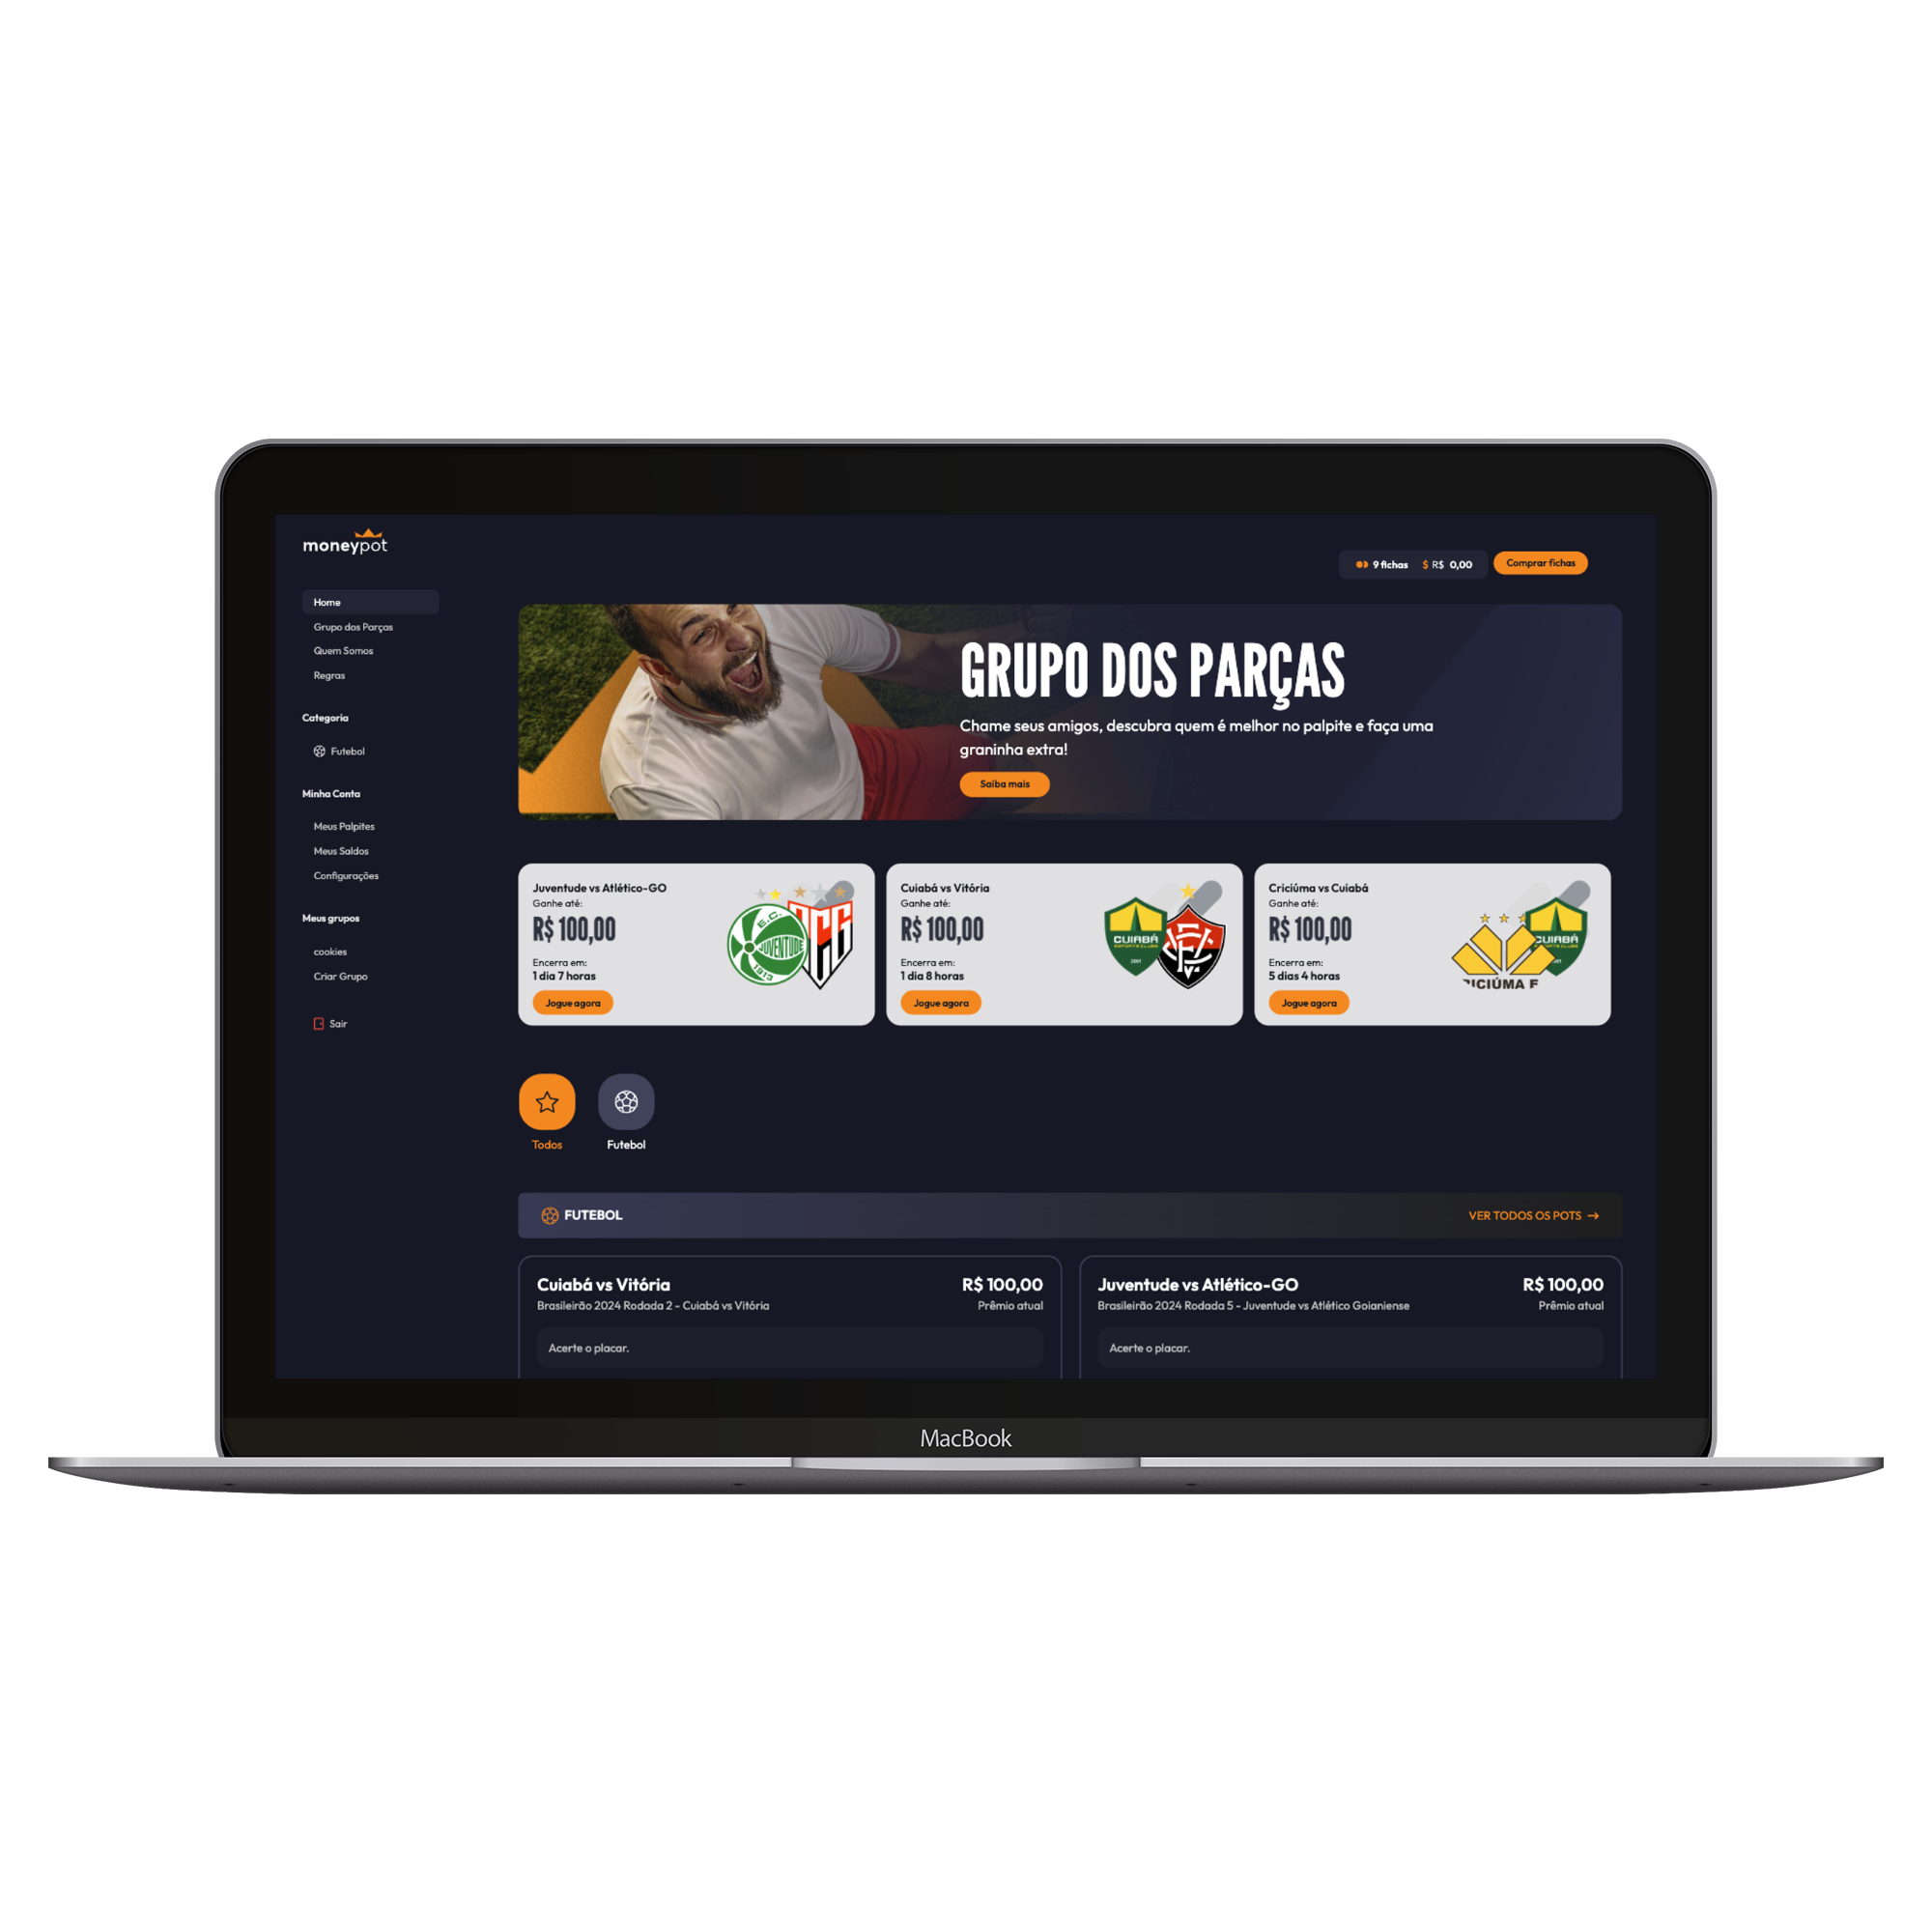 moneypot
9 fichas
$ R$ 0,00
Comprar fichas
Home
Grupo dos Parças
Quem Somos
Regras
Categoria
Futebol
Minha Conta
Meus Palpites
Meus Saldos
Configurações
Meus grupos
cookies
Criar Grupo
Sair
GRUPO DOS PARÇAS
Chame seus amigos, descubra quem é melhor no palpite e faça uma
graninha extra!
Saiba mais
Juventude vs Atlético-GO
Ganhe até:
R$ 100,00
Encerra em:
1 dia 7 horas
Jogue agora
E.C.
JUVENTUDE
1913
ACG
Cuiabá vs Vitória
Ganhe até:
R$ 100,00
Encerra em:
1 dia 8 horas
Jogue agora
CUIABÁ
ESPORTE CLUBE
2001
Criciúma vs Cuiabá
Ganhe até:
R$ 100,00
Encerra em:
5 dias 4 horas
Jogue agora
RICIÚMA E
CUIABÁ
Todos
Futebol
FUTEBOL
VER TODOS OS POTS →
Cuiabá vs Vitória
R$ 100,00
Brasileirão 2024 Rodada 2 - Cuiabá vs Vitória
Prêmio atual
Acerte o placar.
Juventude vs Atlético-GO
R$ 100,00
Brasileirão 2024 Rodada 5 - Juventude vs Atlético Goianiense
Prêmio atual
Acerte o placar.
MacBook